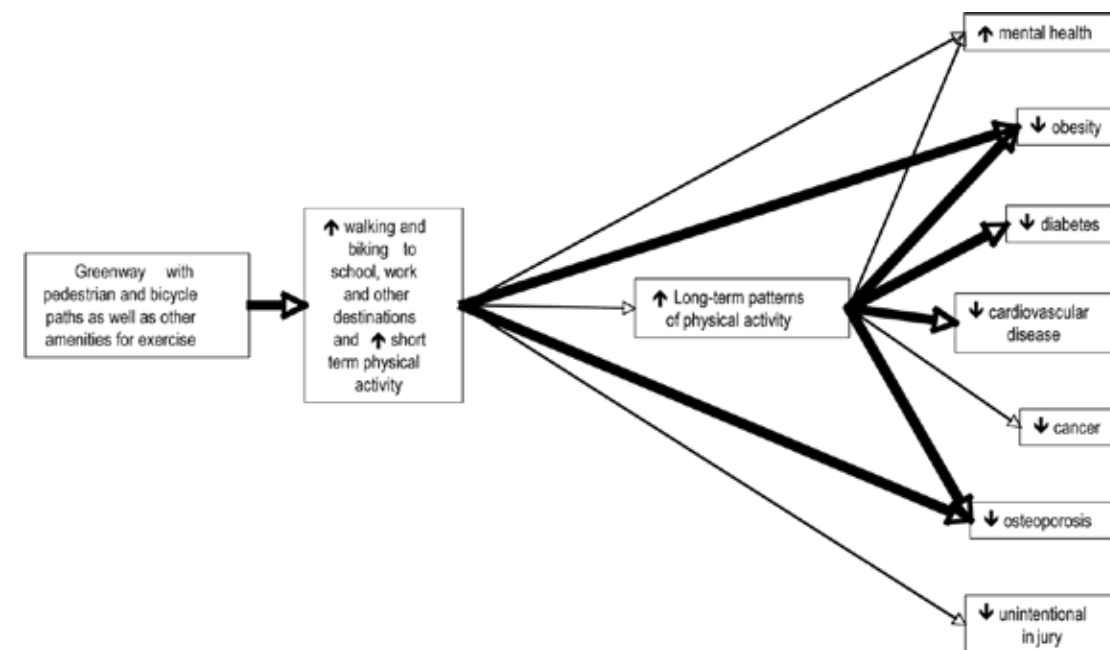 Greenway with
pedestrian and bicycle
paths as well as other
amenities for exercise
↑ walking and
biking to
school, work
and other
destinations
and ↑ short
term physical
activity
↑ Long-term patterns
of physical activity
↑ mental health
↓ obesity
↓ diabetes
↓ cardiovascular
disease
↓ cancer
↓ osteoporosis
↓ unintentional
injury